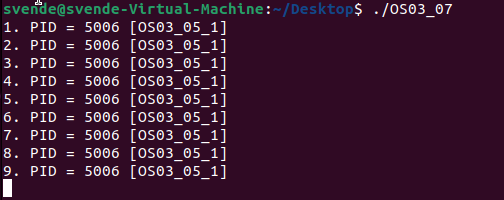 svende@svende-Virtual-Machine:~/Desktop$ ./OS03_07
1. PID = 5006 [OS03_05_1]
2. PID = 5006 [OS03_05_1]
3. PID = 5006 [OS03_05_1]
4. PID = 5006 [OS03_05_1]
5. PID = 5006 [OS03_05_1]
6. PID = 5006 [OS03_05_1]
7. PID = 5006 [OS03_05_1]
8. PID = 5006 [OS03_05_1]
9. PID = 5006 [OS03_05_1]